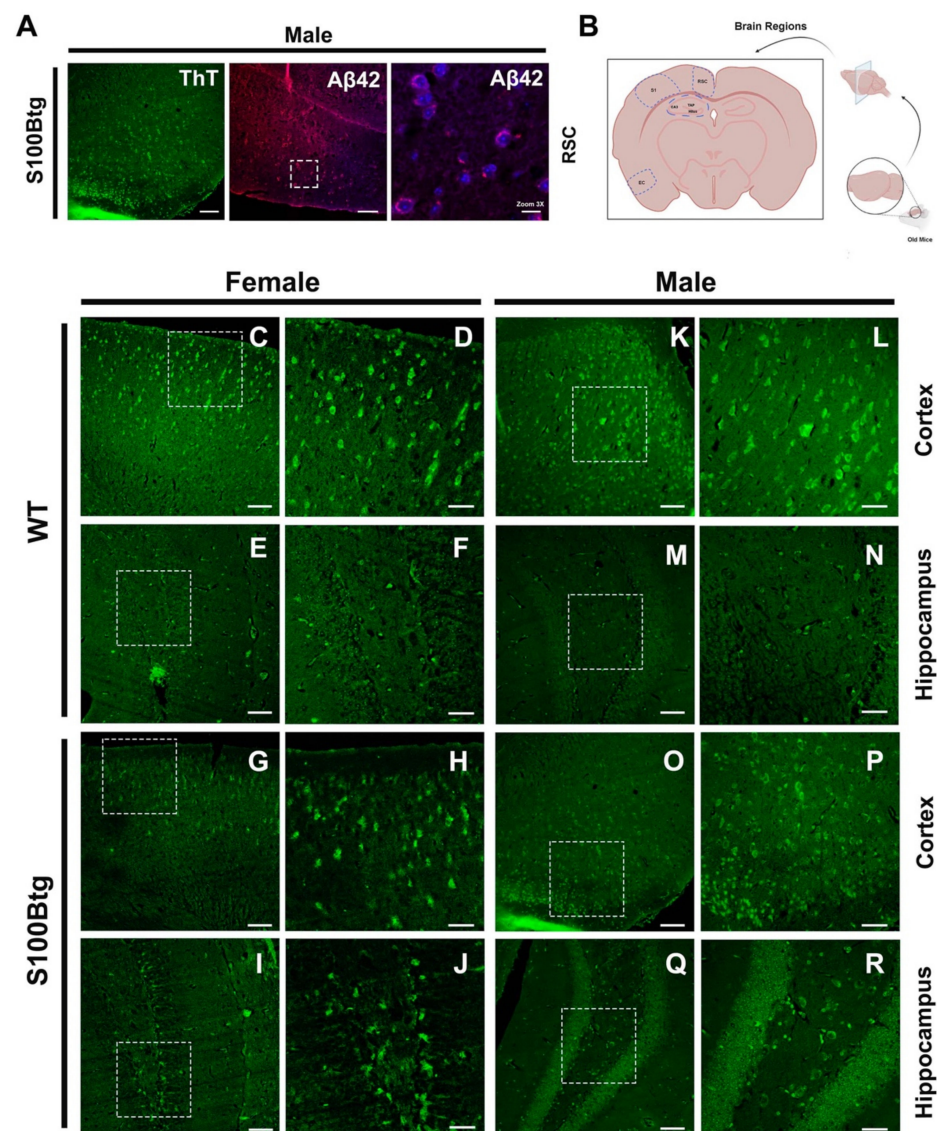 A
Male
S100Btg
ThT
Aβ42
Aβ42
Zoom 3X
RSC
B
Brain Regions
S1
RSC
EC
Old Mice
Female
Male
WT
C
D
K
L
Cortex
E
F
M
N
Hippocampus
S100Btg
G
H
O
P
Cortex
I
J
Q
R
Hippocampus